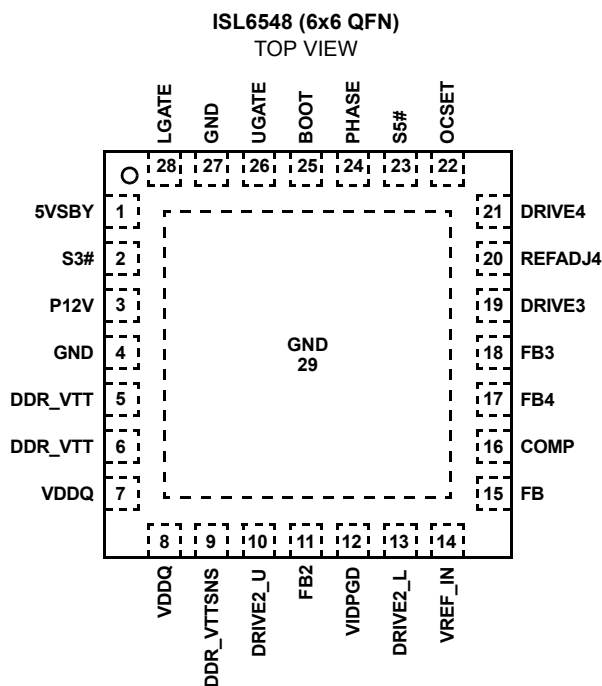 ISL6548 (6x6 QFN)
TOP VIEW
LGATE
GND
UGATE
BOOT
PHASE
S5#
OCSET
28 27 26 25 24 23 22
5VSBY 1
S3# 2
P12V 3
GND 4
DDR_VTT 5
DDR_VTT 6
VDDQ 7
GND
29
21 DRIVE4
20 REFADJ4
19 DRIVE3
18 FB3
17 FB4
16 COMP
15 FB
8 9 10 11 12 13 14
VDDQ
DDR_VTTSNS
DRIVE2_U
FB2
VIDPGD
DRIVE2_L
VREF_IN